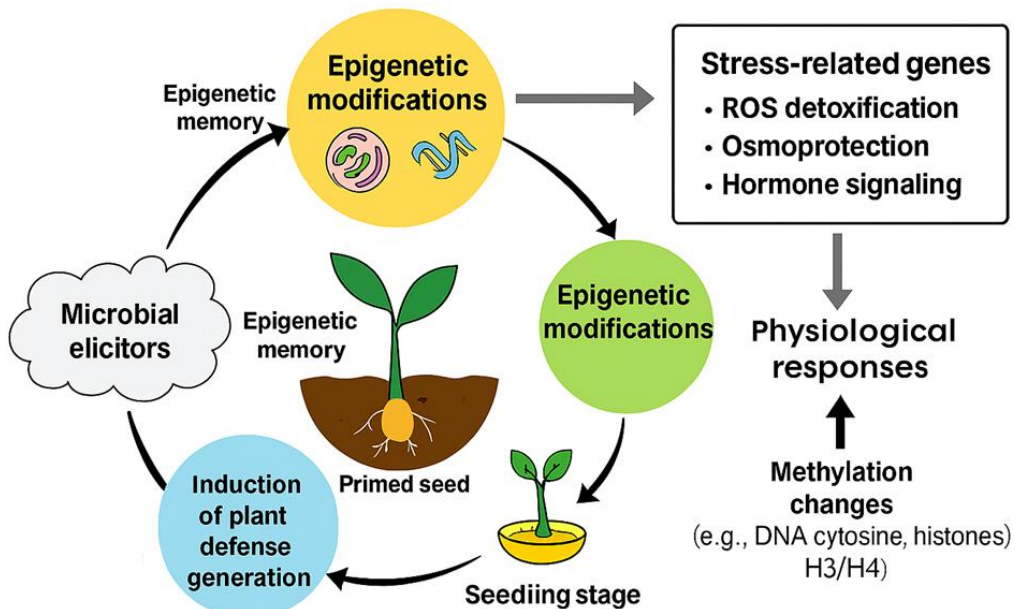 Epigenetic
memory
Epigenetic
modifications
Stress-related genes
• ROS detoxification
• Osmoprotection
• Hormone signaling
Microbial
elicitors
Epigenetic
memory
Epigenetic
modifications
Physiological
responses
Primed seed
Induction
of plant
defense
generation
Seediing stage
Methylation
changes
(e.g., DNA cytosine, histones)
H3/H4)